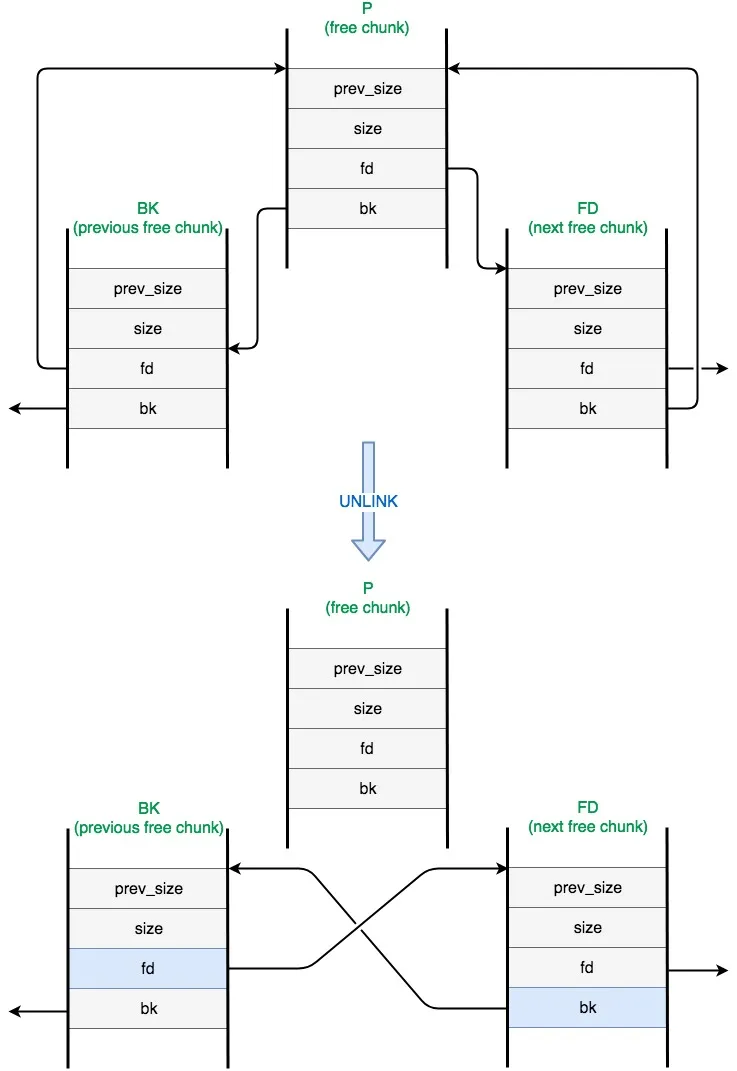 P
(free chunk)
prev_size
size
fd
bk
BK
(previous free chunk)
prev_size
size
fd
bk
FD
(next free chunk)
prev_size
size
fd
bk
UNLINK
P
(free chunk)
prev_size
size
fd
bk
BK
(previous free chunk)
prev_size
size
fd
bk
FD
(next free chunk)
prev_size
size
fd
bk